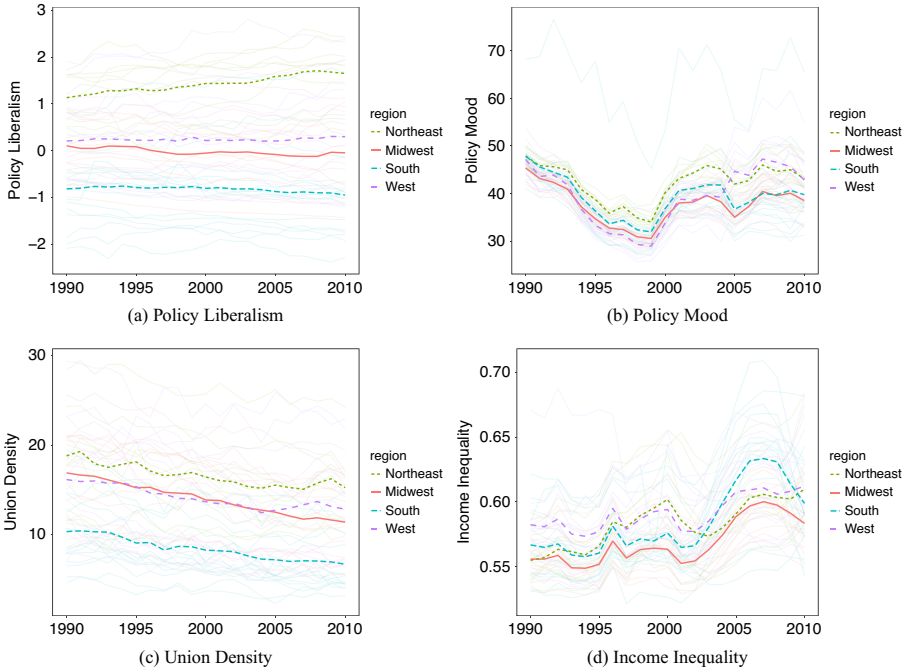 3
2
1
0
−1
−2
Policy Liberalism
1990 1995 2000 2005 2010
region
Northeast
Midwest
South
West
(a) Policy Liberalism
70
60
50
40
30
Policy Mood
1990 1995 2000 2005 2010
region
Northeast
Midwest
South
West
(b) Policy Mood
30
20
10
Union Density
1990 1995 2000 2005 2010
region
Northeast
Midwest
South
West
(c) Union Density
0.70
0.65
0.60
0.55
Income Inequality
1990 1995 2000 2005 2010
region
Northeast
Midwest
South
West
(d) Income Inequality